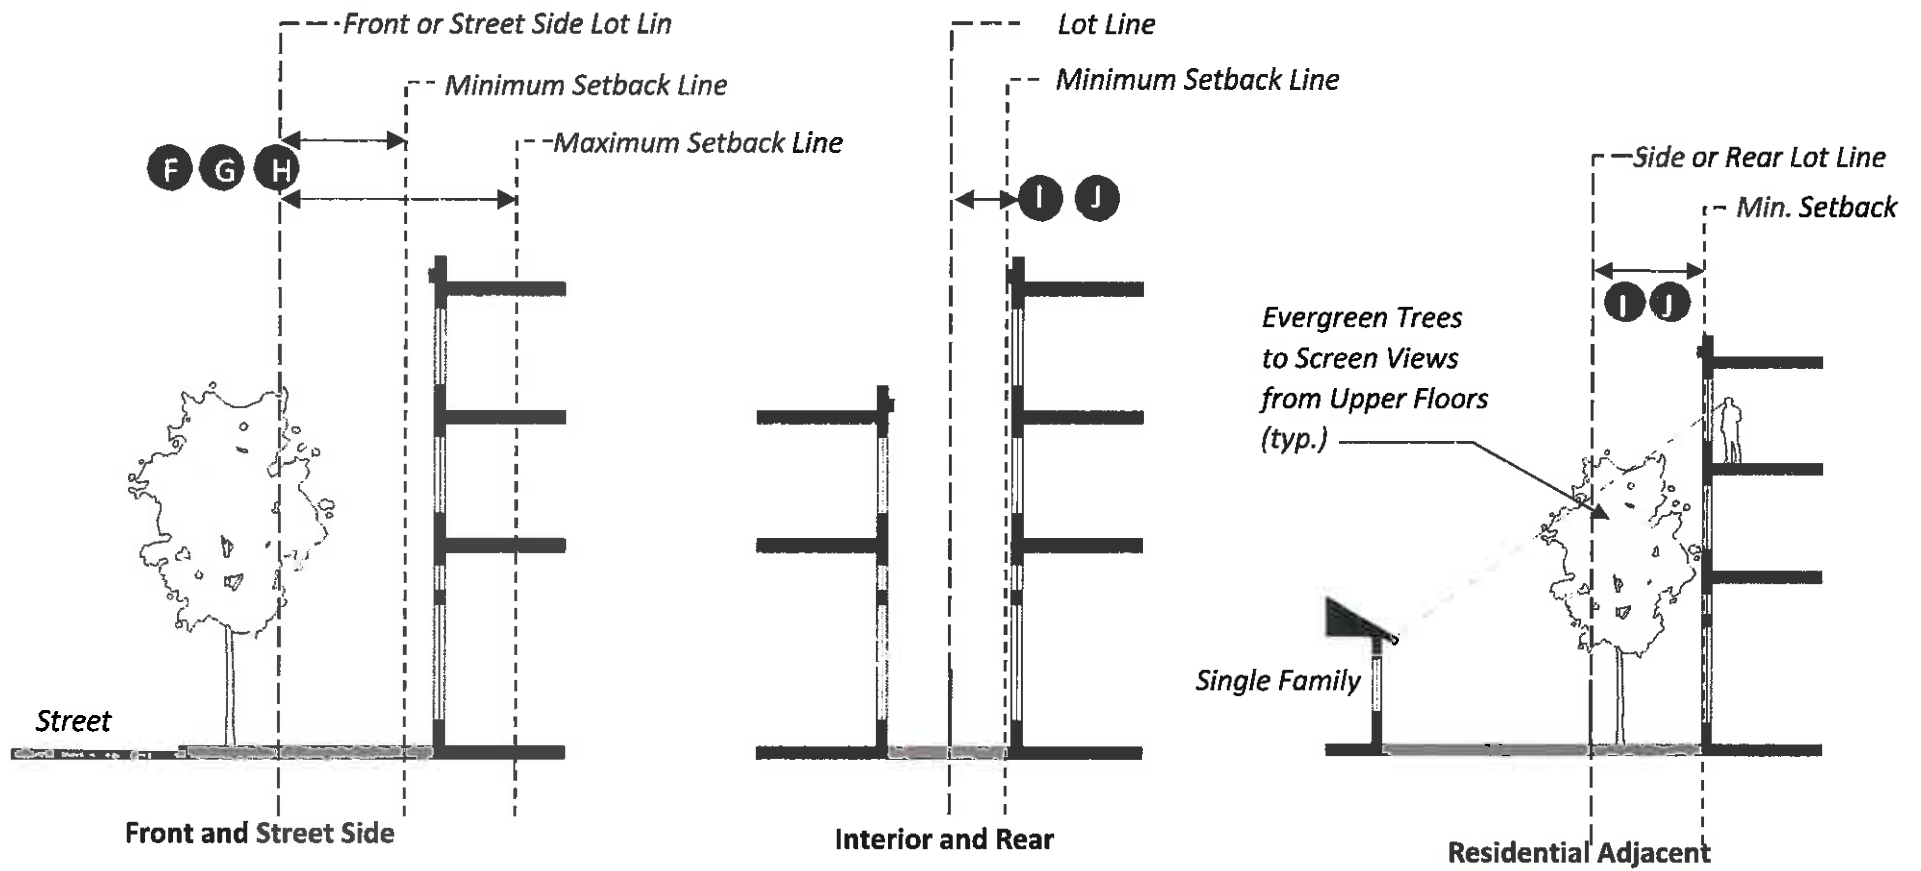 Front or Street Side Lot Lin
Minimum Setback Line
Maximum Setback Line
F G H
Street
Front and Street Side
Lot Line
Minimum Setback Line
I J
Interior and Rear
Side or Rear Lot Line
Min. Setback
I J
Evergreen Trees
to Screen Views
from Upper Floors
(typ.)
Single Family
Residential Adjacent